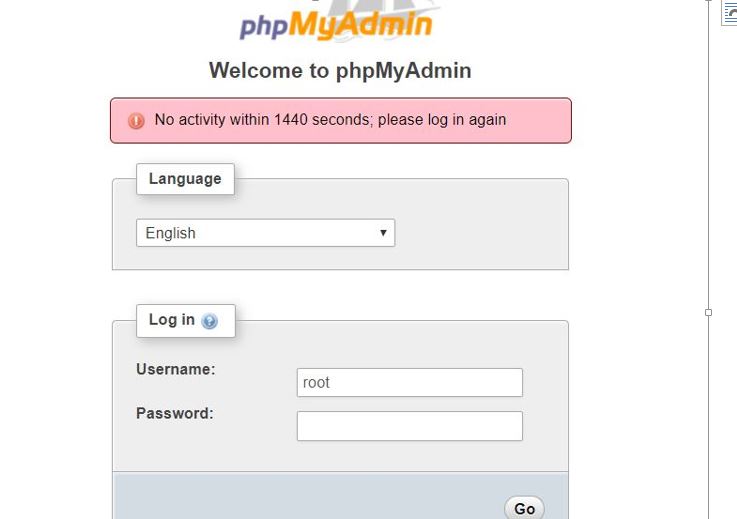 phpMyAdmin
Welcome to phpMyAdmin
No activity within 1440 seconds; please log in again
Language
English
Log in
Username:
root
Password:
Go